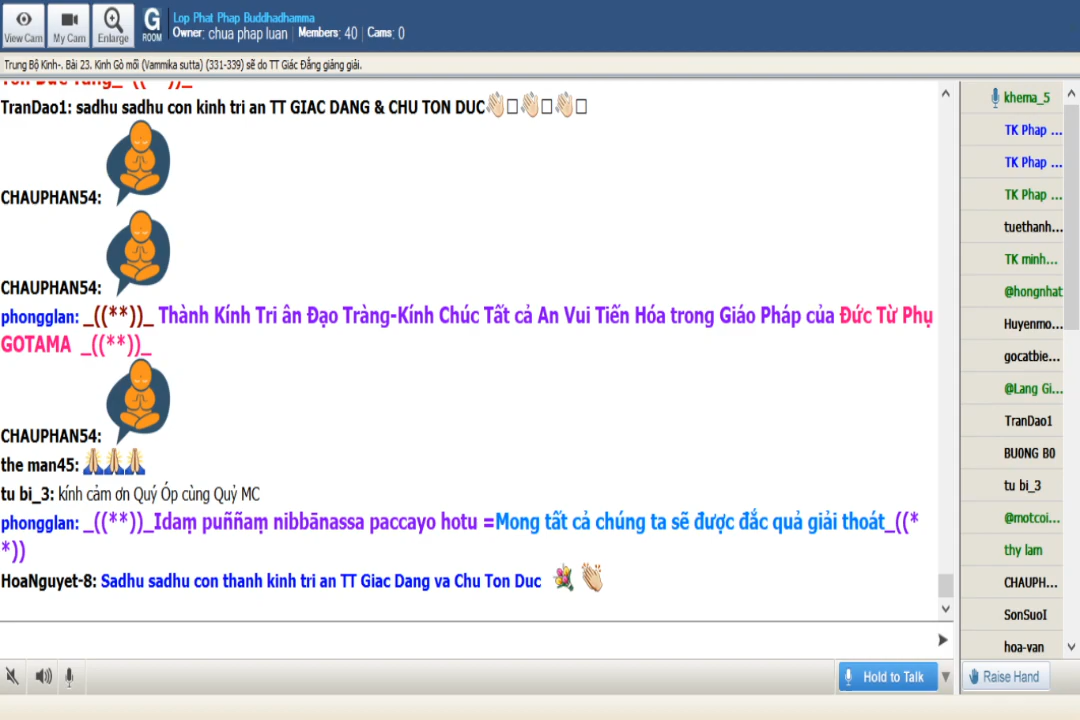 Lop Phat Phap Buddhadhamma
View Cam My Cam Enlarge G ROOM Owner: chua phap luan Members: 40 Cams: 0
Trung Bộ Kinh-. Bài 23. Kinh Gò mối (Vammika sutta) (331-339) sẽ do TT Giác Đẳng giảng giải.
TranDao1: sadhu sadhu con kinh tri an TT GIAC DANG & CHU TON DUC
CHAUPHAN54:
CHAUPHAN54:
phongglan: _((**))_ Thành Kính Tri ân Đạo Tràng-Kính Chúc Tất cả An Vui Tiến Hóa trong Giáo Pháp của Đức Từ Phụ
GOTAMA _((**))_
CHAUPHAN54:
the man45:
tu bi_3: kính cảm ơn Quý Óp cùng Quý MC
phongglan: _((**))_Idaṃ puññaṃ nibbānassa paccayo hotu =Mong tất cả chúng ta sẽ được đắc quả giải thoát_((*
*))
HoaNguyet-8: Sadhu sadhu con thanh kinh tri an TT Giac Dang va Chu Ton Duc
khema_5
TK Phap ...
TK Phap ...
TK Phap ...
tuethanh...
TK minh...
@hongnhat
Huyenmo...
gocatbie...
@Lang Gi...
TranDao1
BUONG BO
tu bi_3
@motcoi...
thy lam
CHAUPH...
SonSuoI
hoa-van
Hold to Talk
Raise Hand